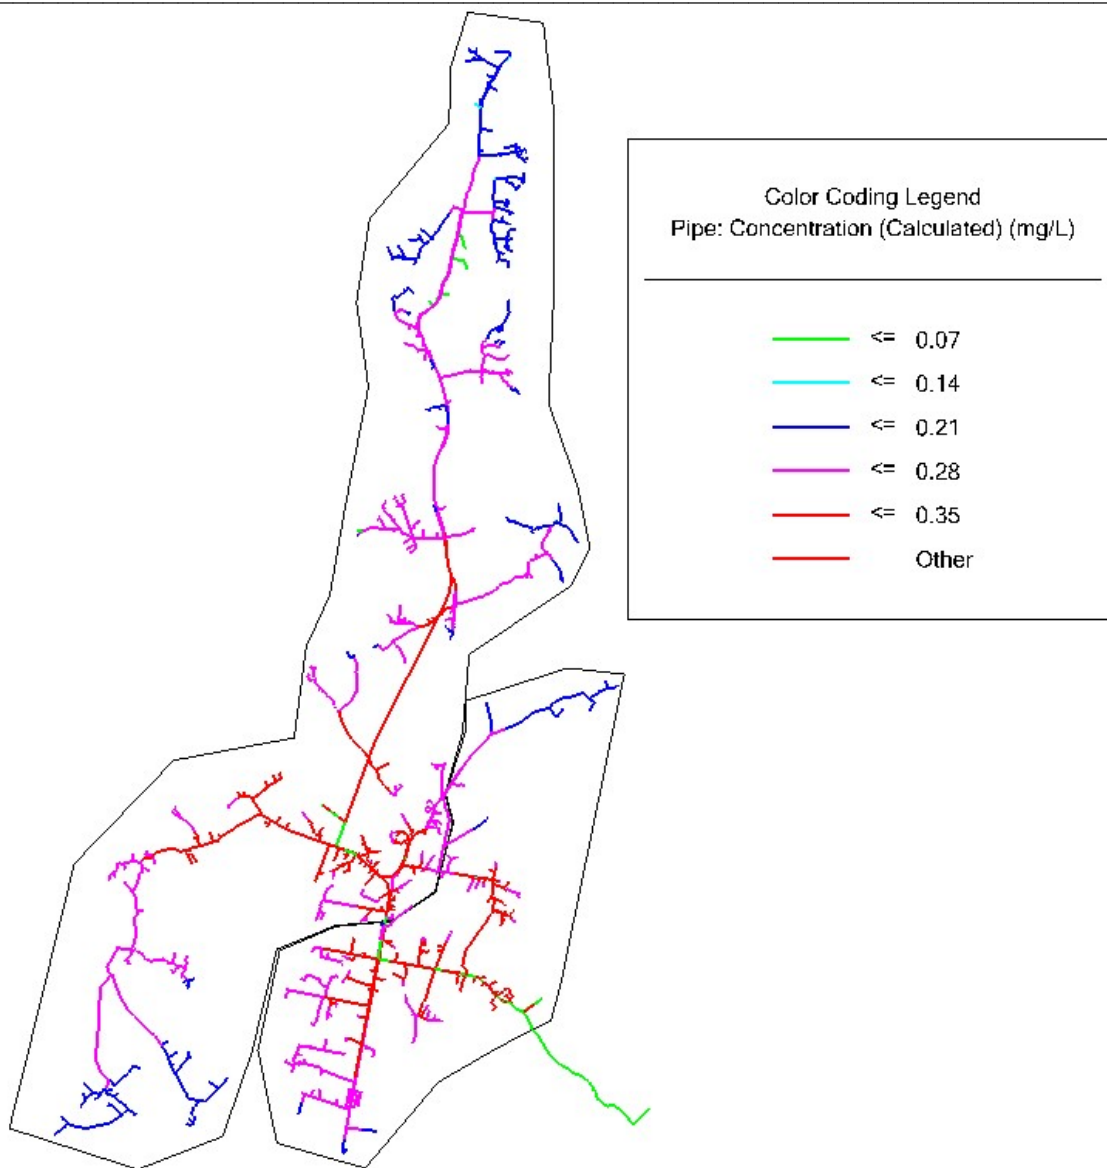 Color Coding Legend
Pipe: Concentration (Calculated) (mg/L)
<= 0.07
<= 0.14
<= 0.21
<= 0.28
<= 0.35
Other